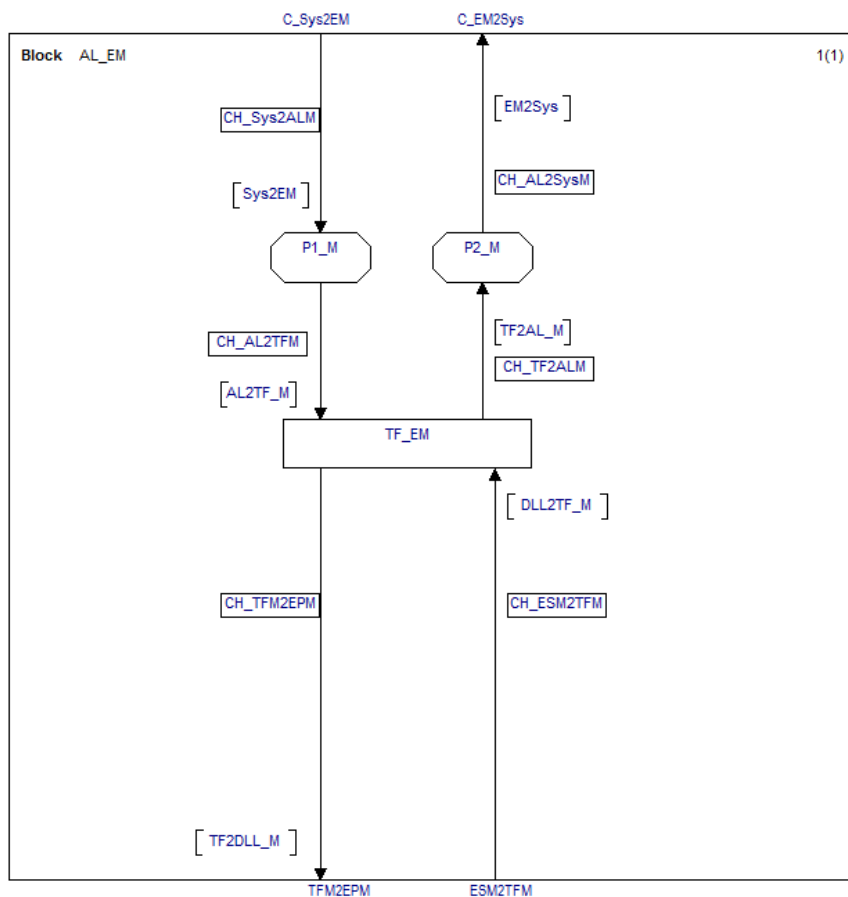 C_Sys2EM C_EM2Sys
Block AL_EM 1(1)
[EM2Sys]
CH_Sys2ALM
CH_AL2SysM
[Sys2EM]
P1_M P2_M
[TF2AL_M]
CH_AL2TFM
CH_TF2ALM
[AL2TF_M]
TF_EM
[DLL2TF_M]
CH_TFM2EPM CH_ESM2TFM
[TF2DLL_M]
TFM2EPM ESM2TFM